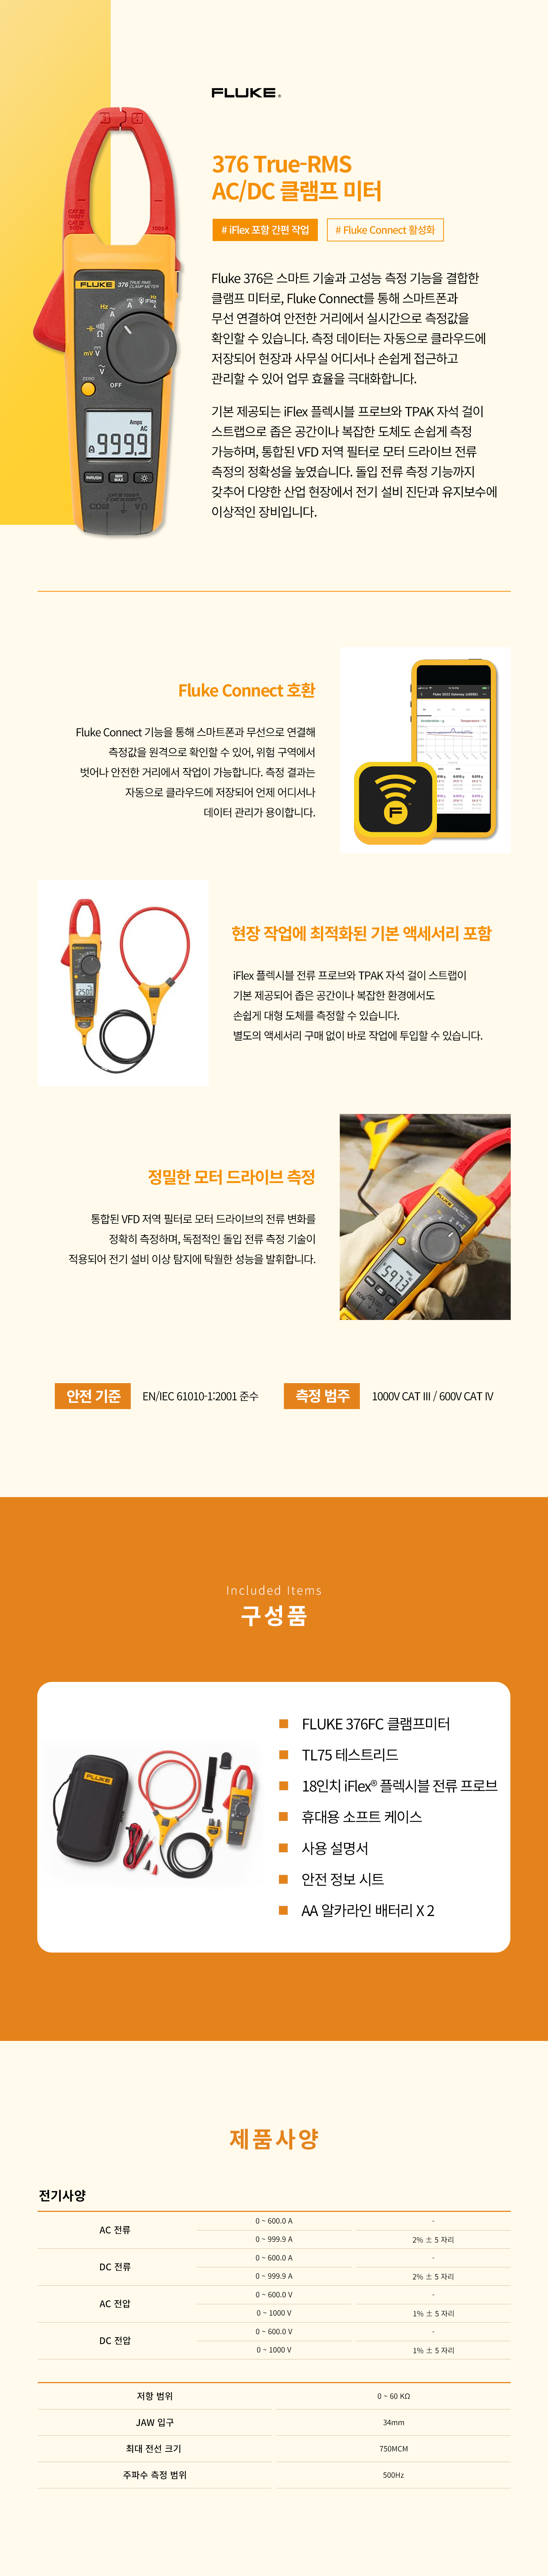 FLUKE
376 True-RMS
AC/DC 클램프 미터
# iFlex 포함 간편 작업
# Fluke Connect 활성화
Fluke 376은 스마트 기술과 고성능 측정 기능을 결합한
클램프 미터로, Fluke Connect를 통해 스마트폰과
무선 연결하여 안전한 거리에서 실시간으로 측정값을
확인할 수 있습니다. 측정 데이터는 자동으로 클라우드에
저장되어 현장과 사무실 어디서나 손쉽게 접근하고
관리할 수 있어 업무 효율을 극대화합니다.
기본 제공되는 iFlex 플렉시블 프로브와 TPAK 자석 걸이
스트랩으로 좁은 공간이나 복잡한 도체도 손쉽게 측정
가능하며, 통합된 VFD 저역 필터로 모터 드라이브 전류
측정의 정확성을 높였습니다. 돌입 전류 측정 기능까지
갖추어 다양한 산업 현장에서 전기 설비 진단과 유지보수에
이상적인 장비입니다.
CAT III
1000V
CAT IV
600V
1000A
FLUKE 376 TRUE RMS
CLAMP METER
Hz
iFlex
mV
V
ZERO
OFF
Amps
AC
999.9
INRUSH
MIN
MAX
COM
VΩ
Fluke Connect 호환
Fluke Connect 기능을 통해 스마트폰과 무선으로 연결해
측정값을 원격으로 확인할 수 있어, 위험 구역에서
벗어나 안전한 거리에서 작업이 가능합니다. 측정 결과는
자동으로 클라우드에 저장되어 언제 어디서나
데이터 관리가 용이합니다.
F
현장 작업에 최적화된 기본 액세서리 포함
iFlex 플렉시블 전류 프로브와 TPAK 자석 걸이 스트랩이
기본 제공되어 좁은 공간이나 복잡한 환경에서도
손쉽게 대형 도체를 측정할 수 있습니다.
별도의 액세서리 구매 없이 바로 작업에 투입할 수 있습니다.
정밀한 모터 드라이브 측정
통합된 VFD 저역 필터로 모터 드라이브의 전류 변화를
정확히 측정하며, 독점적인 돌입 전류 측정 기술이
적용되어 전기 설비 이상 탐지에 탁월한 성능을 발휘합니다.
FLUKE
597.3
안전 기준
EN/IEC 61010-1:2001 준수
측정 범주
1000V CAT III / 600V CAT IV
Included Items
구성품
FLUKE
FLUKE 376FC 클램프미터
TL75 테스트리드
18인치 iFlex® 플렉시블 전류 프로브
휴대용 소프트 케이스
사용 설명서
안전 정보 시트
AA 알카라인 배터리 X 2
제품사양
전기사양
AC 전류
0 ~ 600.0 A
-
0 ~ 999.9 A
2% ± 5 자리
DC 전류
0 ~ 600.0 A
-
0 ~ 999.9 A
2% ± 5 자리
AC 전압
0 ~ 600.0 V
-
0 ~ 1000 V
1% ± 5 자리
DC 전압
0 ~ 600.0 V
-
0 ~ 1000 V
1% ± 5 자리
저항 범위
0 ~ 60 KΩ
JAW 입구
34mm
최대 전선 크기
750MCM
주파수 측정 범위
500Hz